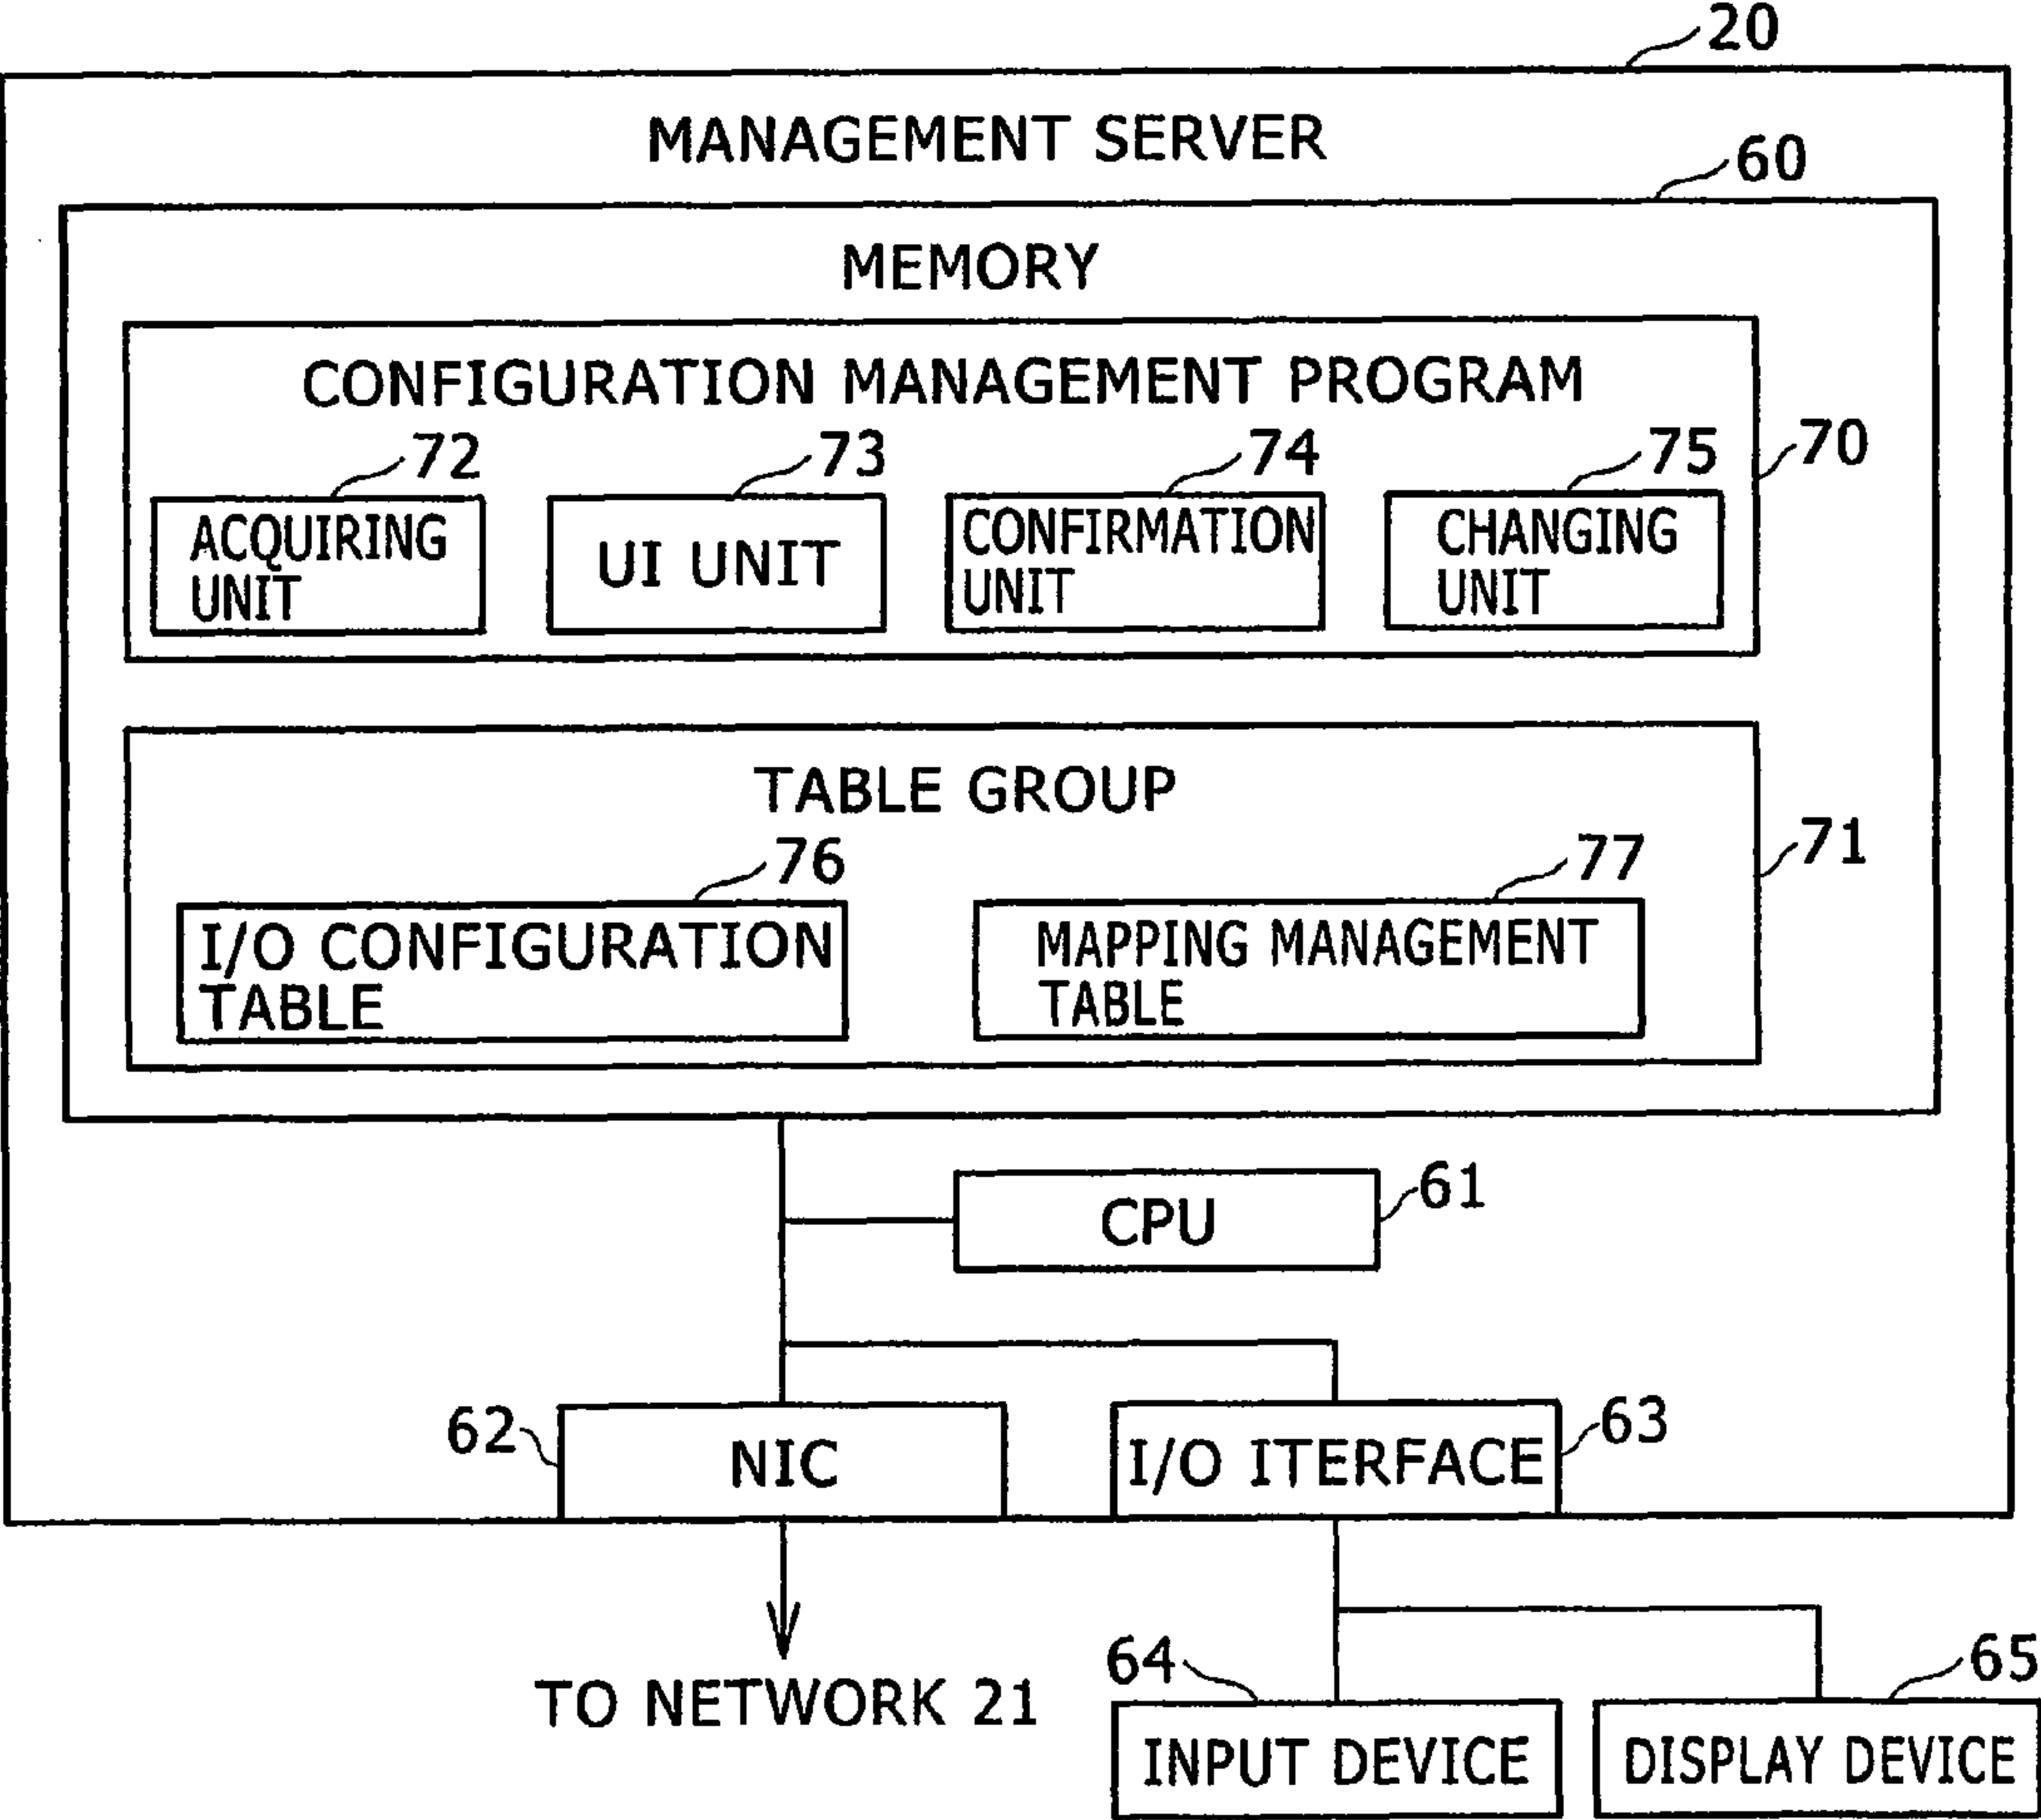 20
MANAGEMENT SERVER
60
MEMORY
CONFIGURATION MANAGEMENT PROGRAM
70
72
73
74
75
ACQUIRING
UNIT
UI UNIT
CONFIRMATION
UNIT
CHANGING
UNIT
TABLE GROUP
71
76
77
I/O CONFIGURATION
TABLE
MAPPING MANAGEMENT
TABLE
CPU
61
62
NIC
I/O ITERFACE
63
TO NETWORK 21
64
65
INPUT DEVICE
DISPLAY DEVICE